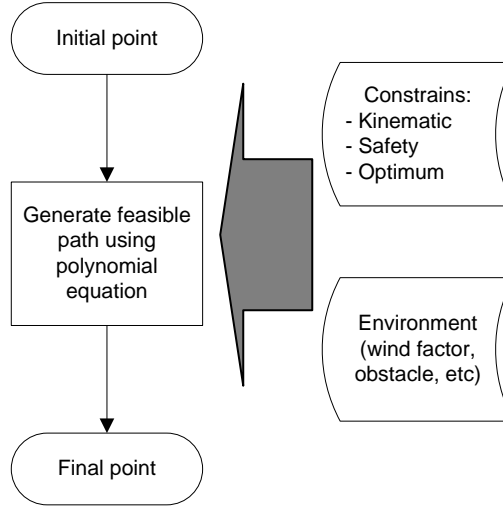 Initial point
Generate feasible
path using
polynomial
equation
Final point
Constrains:
- Kinematic
- Safety
- Optimum
Environment
(wind factor,
obstacle, etc)